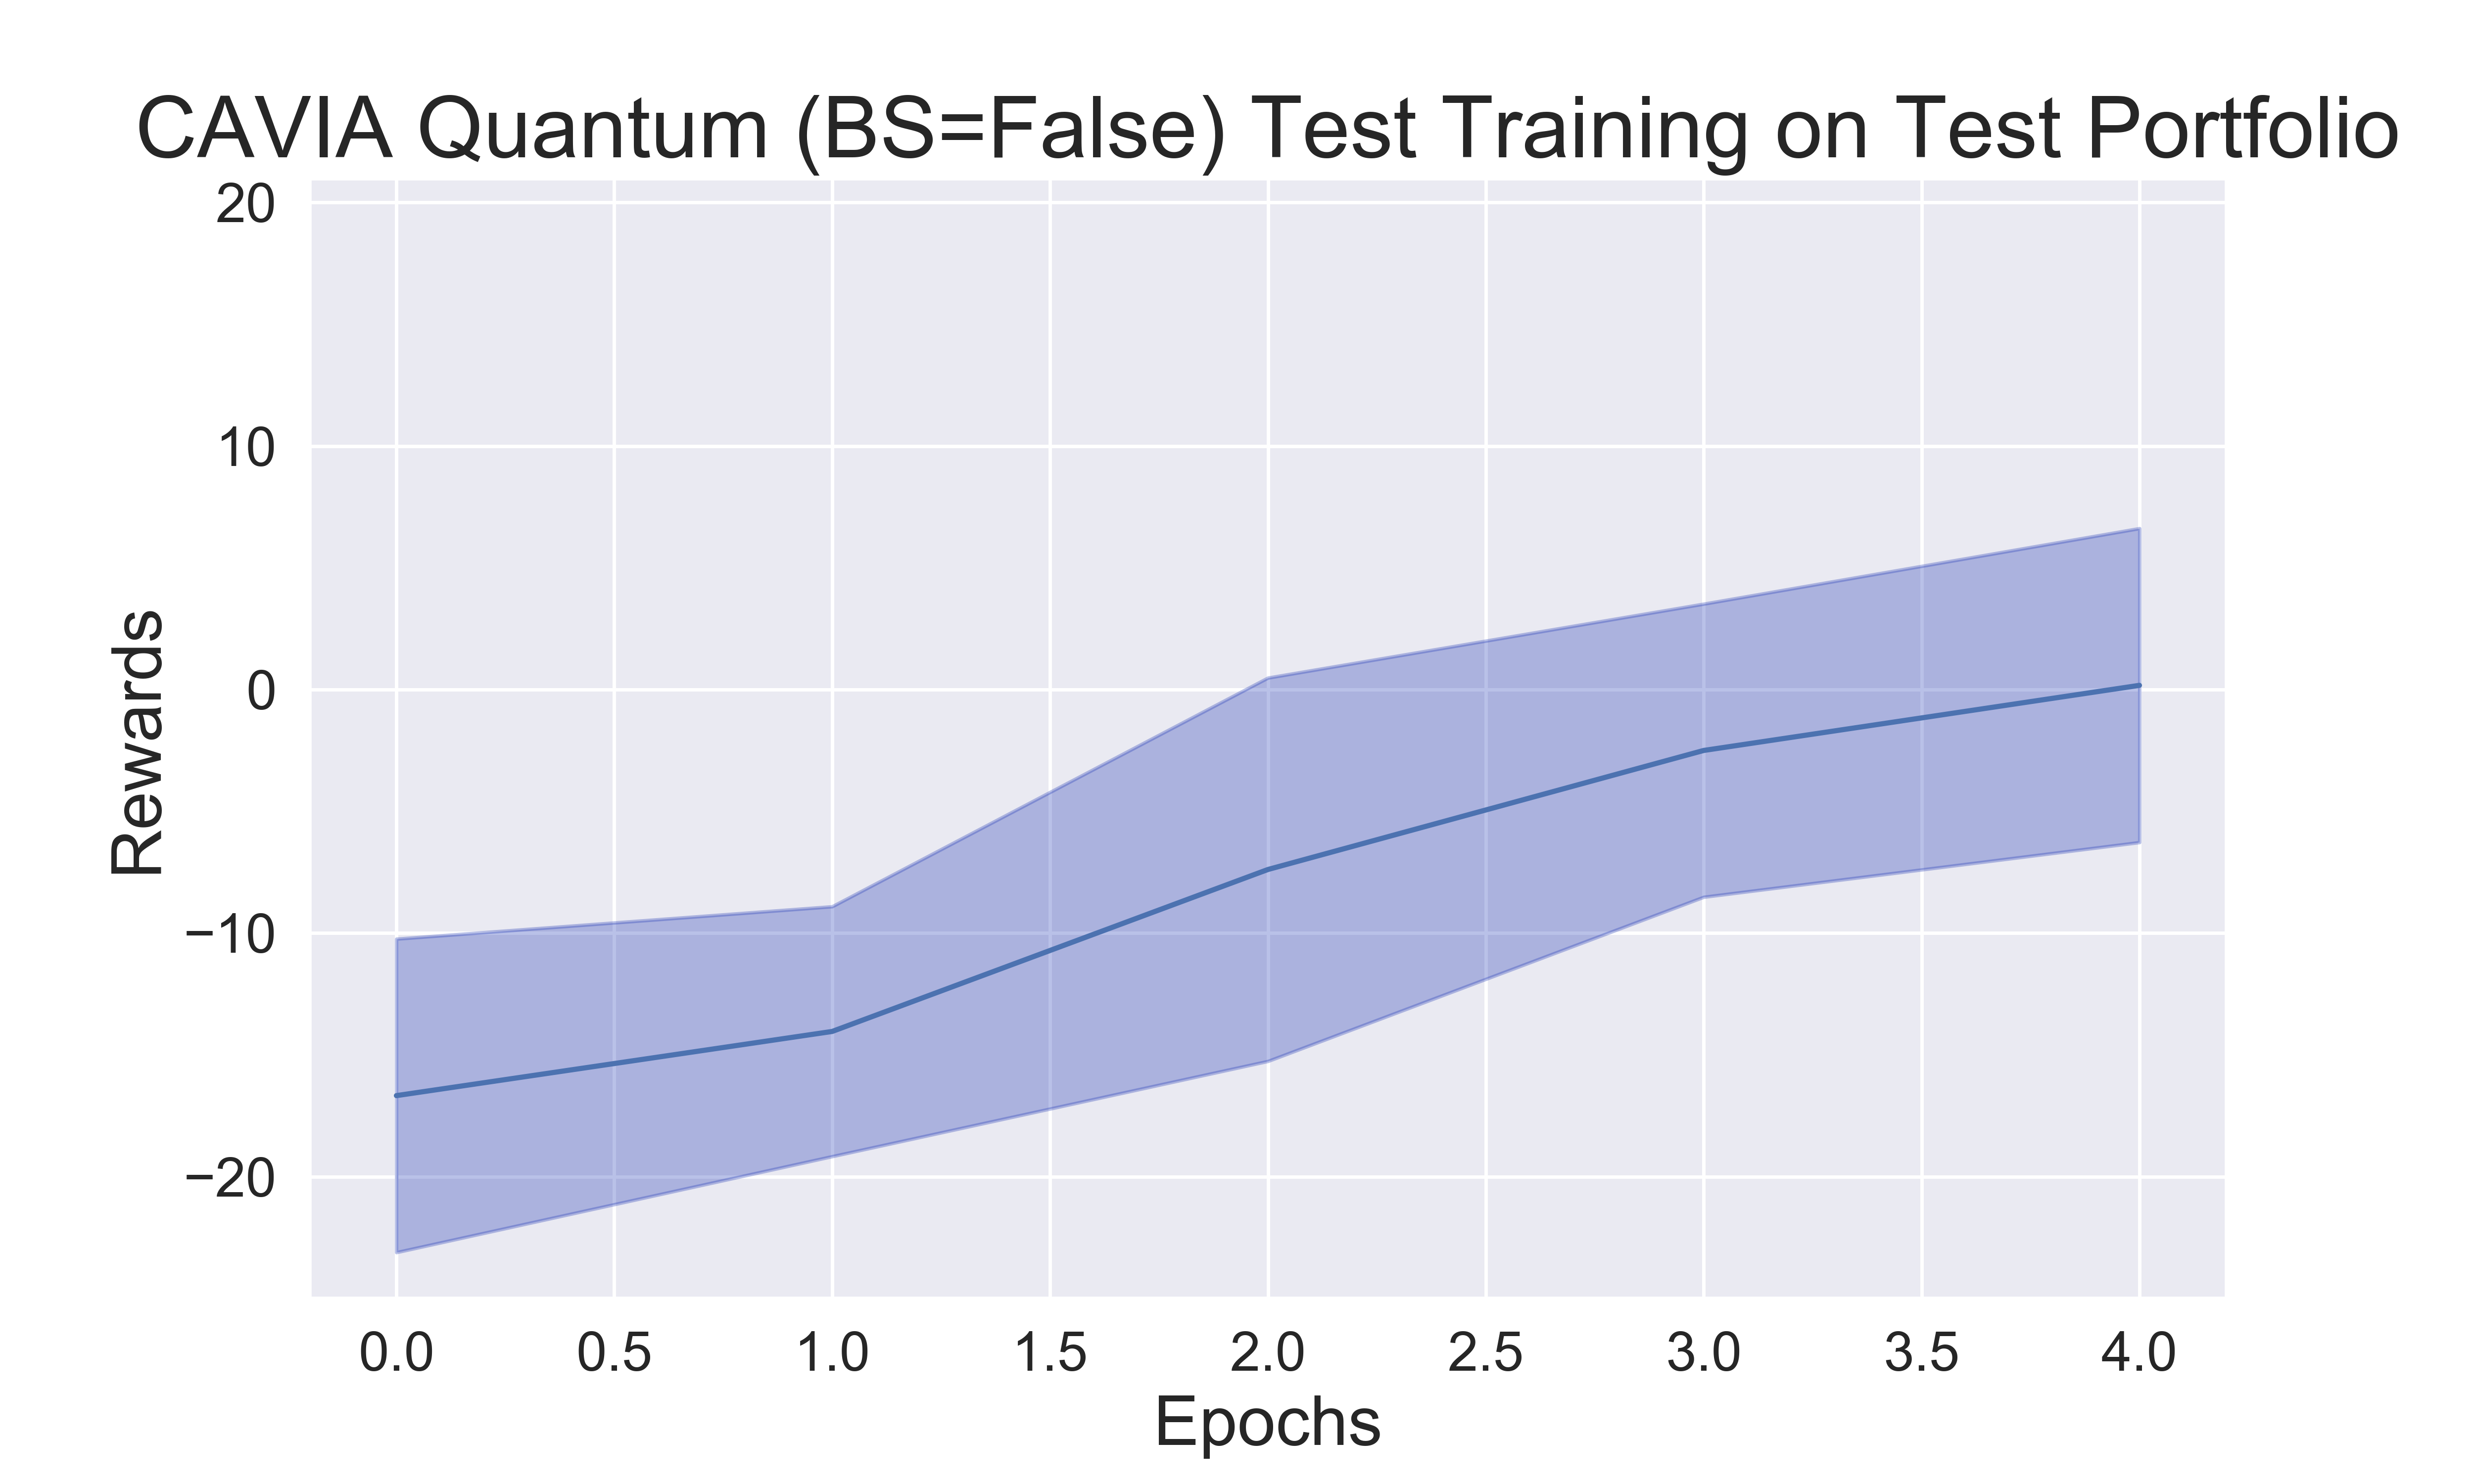 CAVIA Quantum (BS=False) Test Training on Test Portfolio
20
10
0
−10
−20
Rewards
0.0 0.5 1.0 1.5 2.0 2.5 3.0 3.5 4.0
Epochs